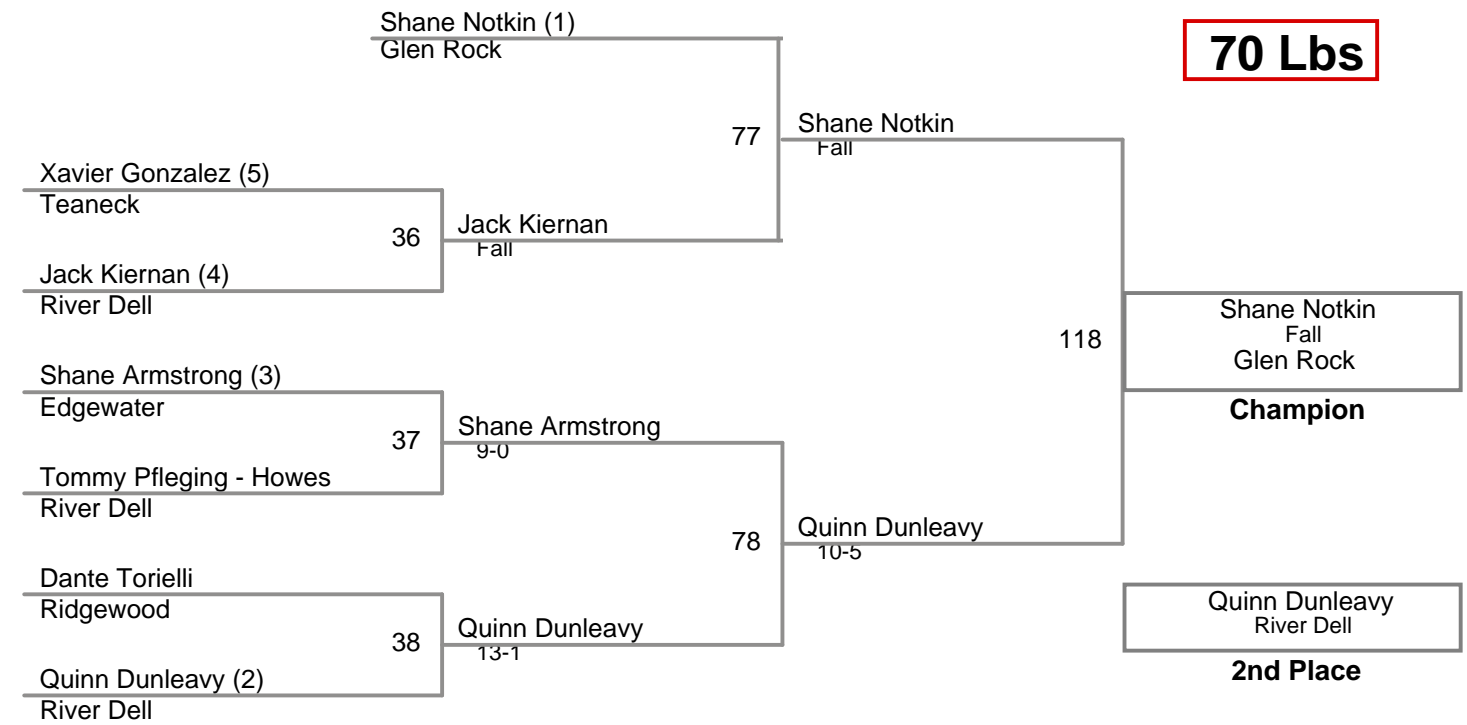 Shane Notkin (1)
Glen Rock
70 Lbs
77
Shane Notkin
Fall
Xavier Gonzalez (5)
Teaneck
36
Jack Kiernan
Fall
Jack Kiernan (4)
River Dell
118
Shane Notkin
Fall
Glen Rock
Champion
Shane Armstrong (3)
Edgewater
37
Shane Armstrong
9-0
Tommy Pfleging - Howes
River Dell
78
Quinn Dunleavy
10-5
Dante Torielli
Ridgewood
38
Quinn Dunleavy
13-1
Quinn Dunleavy (2)
River Dell
Quinn Dunleavy
River Dell
2nd Place